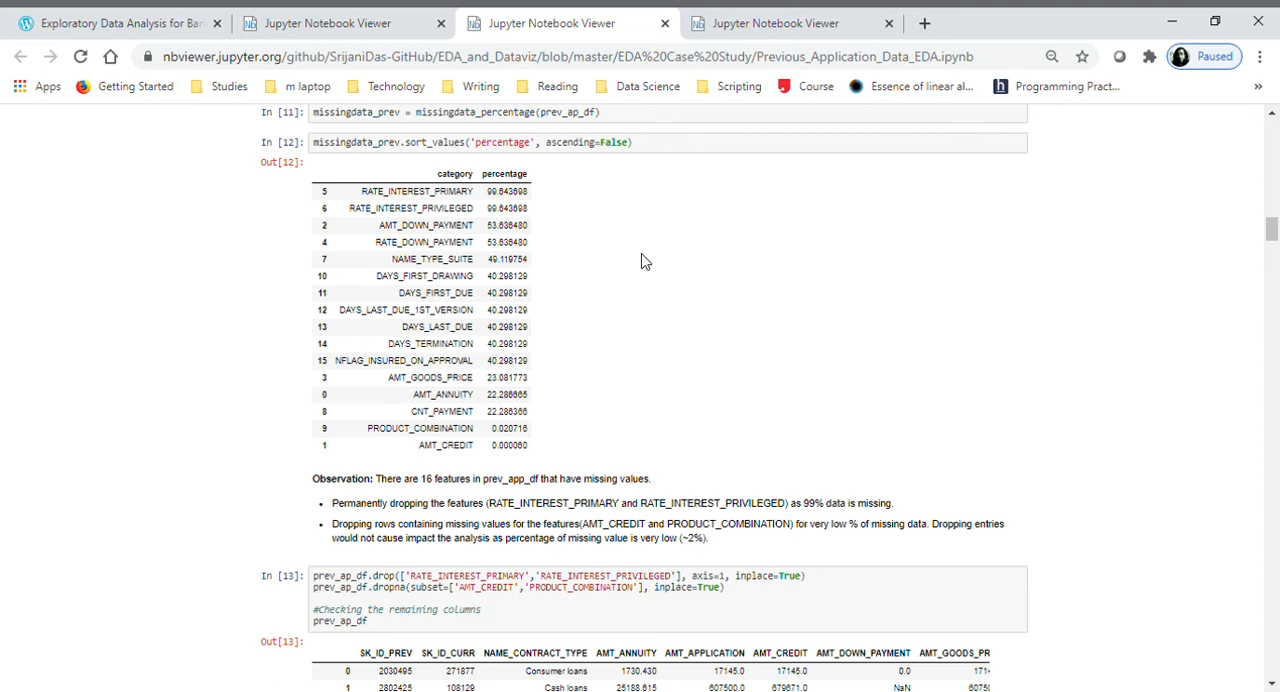 Exploratory Data Analysis for Ban
Jupyter Notebook Viewer
Jupyter Notebook Viewer
Jupyter Notebook Viewer
nbviewer.jupyter.org/github/SrijaniDas-GitHub/EDA_and_Dataviz/blob/master/EDA%20Case%20Study/Previous_Application_Data_EDA.ipynb
Paused
Apps Getting Started Studies m laptop Technology Writing Reading Data Science Scripting Course Essence of linear al... Programming Pract... »
In [11]: missingdata_prev = missingdata_percentage(prev_ap_df)
In [12]: missingdata_prev.sort_values('percentage', ascending=False)
Out[12]:
category percentage
5 RATE_INTEREST_PRIMARY 99.643698
6 RATE_INTEREST_PRIVILEGED 99.643698
2 AMT_DOWN_PAYMENT 53.636480
4 RATE_DOWN_PAYMENT 53.636480
7 NAME_TYPE_SUITE 49.119754
10 DAYS_FIRST_DRAWING 40.298129
11 DAYS_FIRST_DUE 40.298129
12 DAYS_LAST_DUE_1ST_VERSION 40.298129
13 DAYS_LAST_DUE 40.298129
14 DAYS_TERMINATION 40.298129
15 NFLAG_INSURED_ON_APPROVAL 40.298129
3 AMT_GOODS_PRICE 23.081773
0 AMT_ANNUITY 22.286665
8 CNT_PAYMENT 22.286366
9 PRODUCT_COMBINATION 0.020716
1 AMT_CREDIT 0.000060
Observation: There are 16 features in prev_app_df that have missing values.
• Permanently dropping the features (RATE_INTEREST_PRIMARY and RATE_INTEREST_PRIVILEGED) as 99% data is missing.
• Dropping rows containing missing values for the features(AMT_CREDIT and PRODUCT_COMBINATION) for very low % of missing data. Dropping entries
would not cause impact the analysis as percentage of missing value is very low (~2%).
In [13]: prev_ap_df.drop(['RATE_INTEREST_PRIMARY','RATE_INTEREST_PRIVILEGED'], axis=1, inplace=True)
prev_ap_df.dropna(subset=['AMT_CREDIT','PRODUCT_COMBINATION'], inplace=True)
#Checking the remaining columns
prev_ap_df
Out[13]:
SK_ID_PREV SK_ID_CURR NAME_CONTRACT_TYPE AMT_ANNUITY AMT_APPLICATION AMT_CREDIT AMT_DOWN_PAYMENT AMT_GOODS_PR
0 2030495 271877 Consumer loans 1730.430 17145.0 17145.0 0.0 1714
1 2802425 108129 Cash loans 25188.615 607500.0 679671.0 NaN 60750